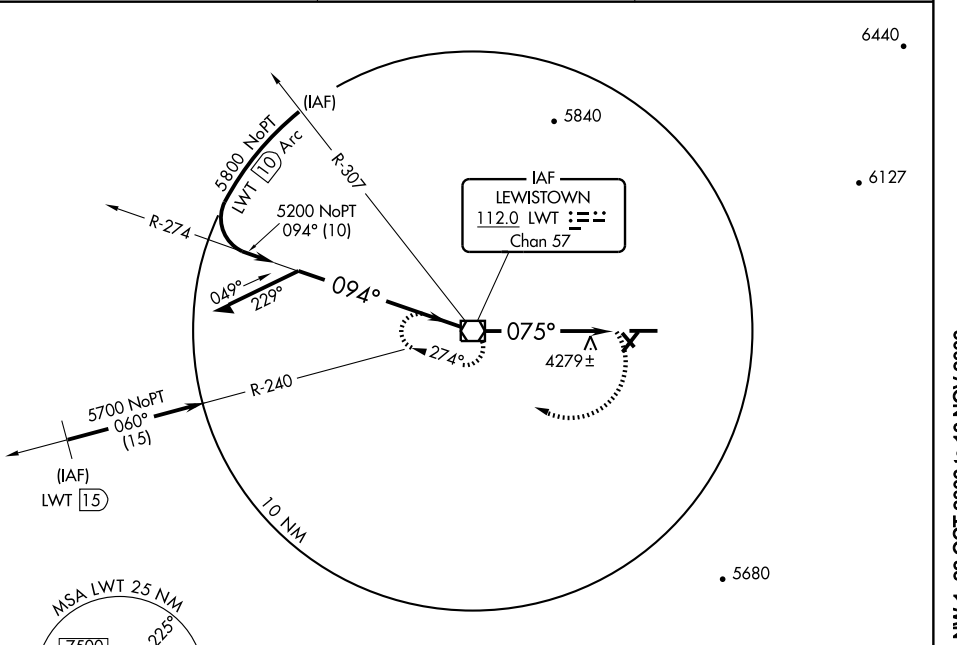 6440
(IAF)
5840
5800 NoPT
LWT 10 Arc
R-307
6127
IAF
LEWISTOWN
112.0 LWT
Chan 57
5200 NoPT
094° (10)
R-274
049°
229°
094°
075°
274°
4279±
R-240
5700 NoPT
060°
(15)
(IAF)
LWT 15
10 NM
5680
MSA LWT 25 NM
225°
7500